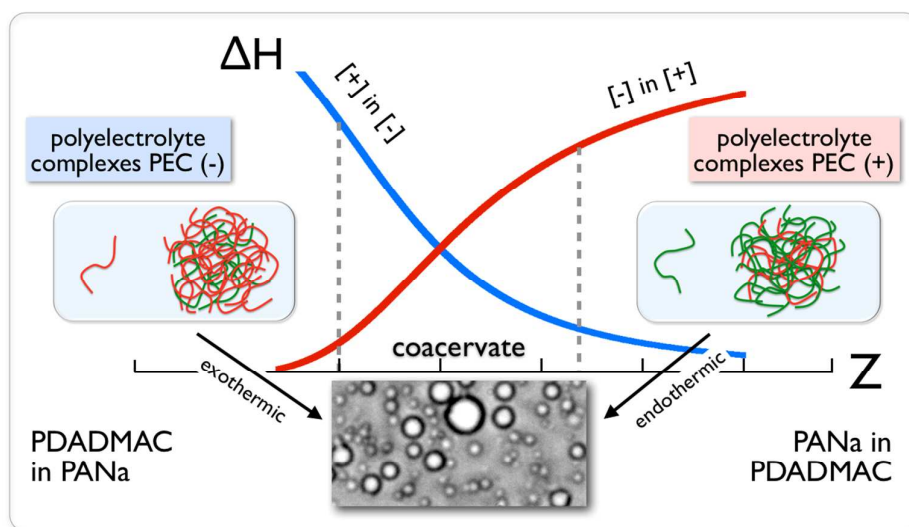 ΔH
[+] in [-]
[-] in [+]
polyelectrolyte
complexes PEC (-)
polyelectrolyte
complexes PEC (+)
coacervate
exothermic
endothermic
Z
PDADMAC
in PANa
PANa in
PDADMAC